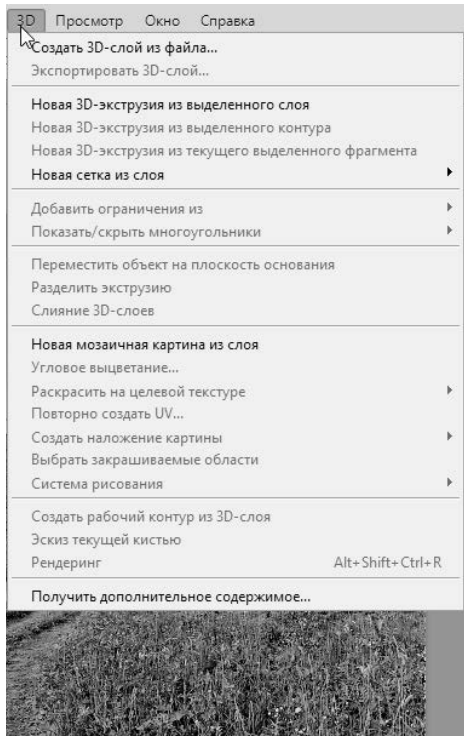 3D Просмотр Окно Справка
Создать 3D-слой из файла...
Экспортировать 3D-слой...
Новая 3D-экструзия из выделенного слоя
Новая 3D-экструзия из выделенного контура
Новая 3D-экструзия из текущего выделенного фрагмента
Новая сетка из слоя
Добавить ограничения из
Показать/скрыть многоугольники
Переместить объект на плоскость основания
Разделить экструзию
Слияние 3D-слоев
Новая мозаичная картина из слоя
Угловое выцветание...
Раскрасить на целевой текстуре
Повторно создать UV...
Создать наложение картины
Выбрать закрашиваемые области
Система рисования
Создать рабочий контур из 3D-слоя
Эскиз текущей кистью
Рендеринг Alt+Shift+Ctrl+R
Получить дополнительное содержимое...